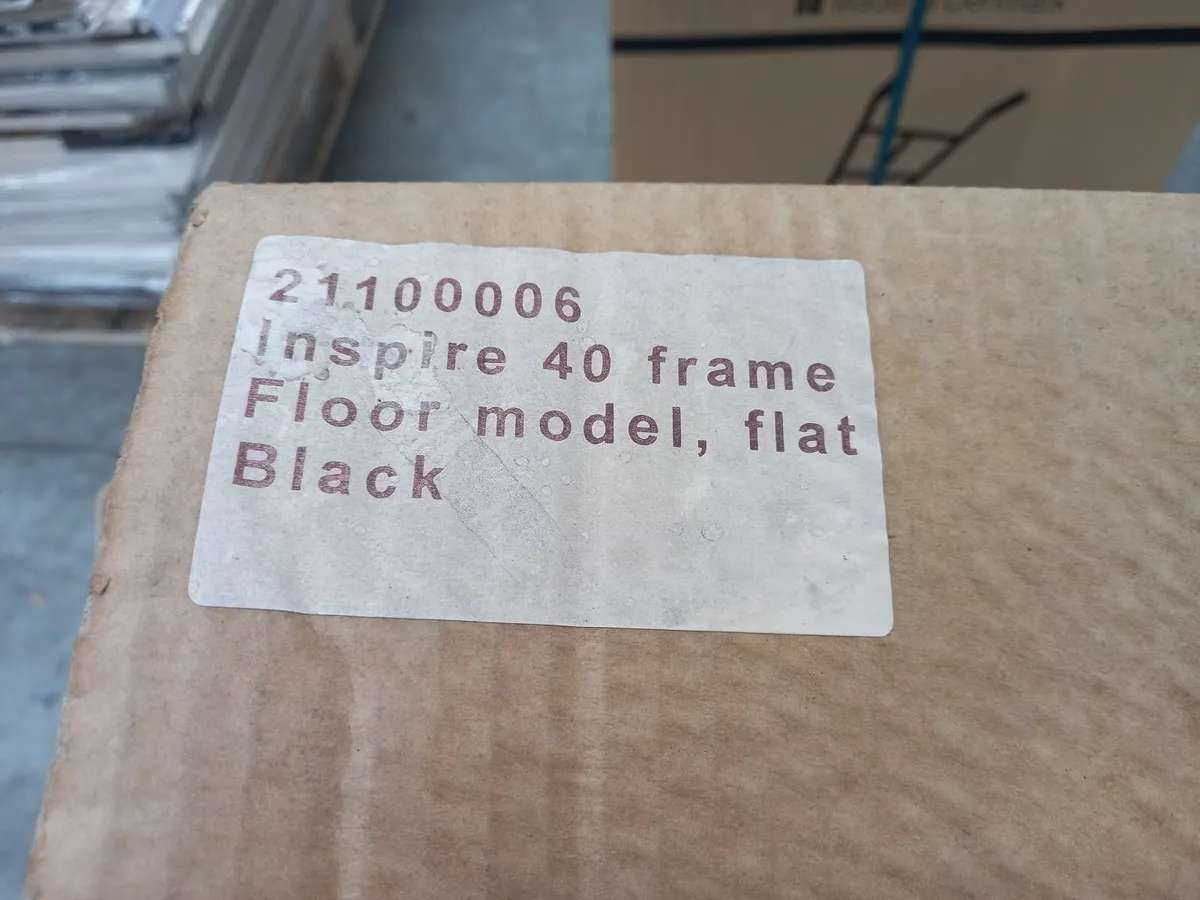 21100006
Inspire 40 frame
Floor model, flat
Black